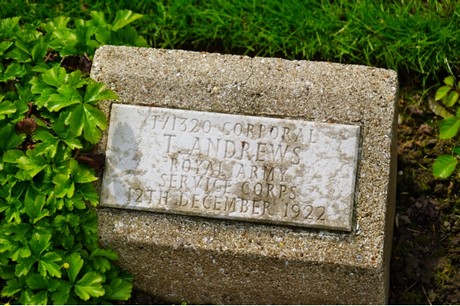 T/1320 CORPORAL
T. ANDREWS
ROYAL ARMY
SERVICE CORPS
12TH DECEMBER 1922